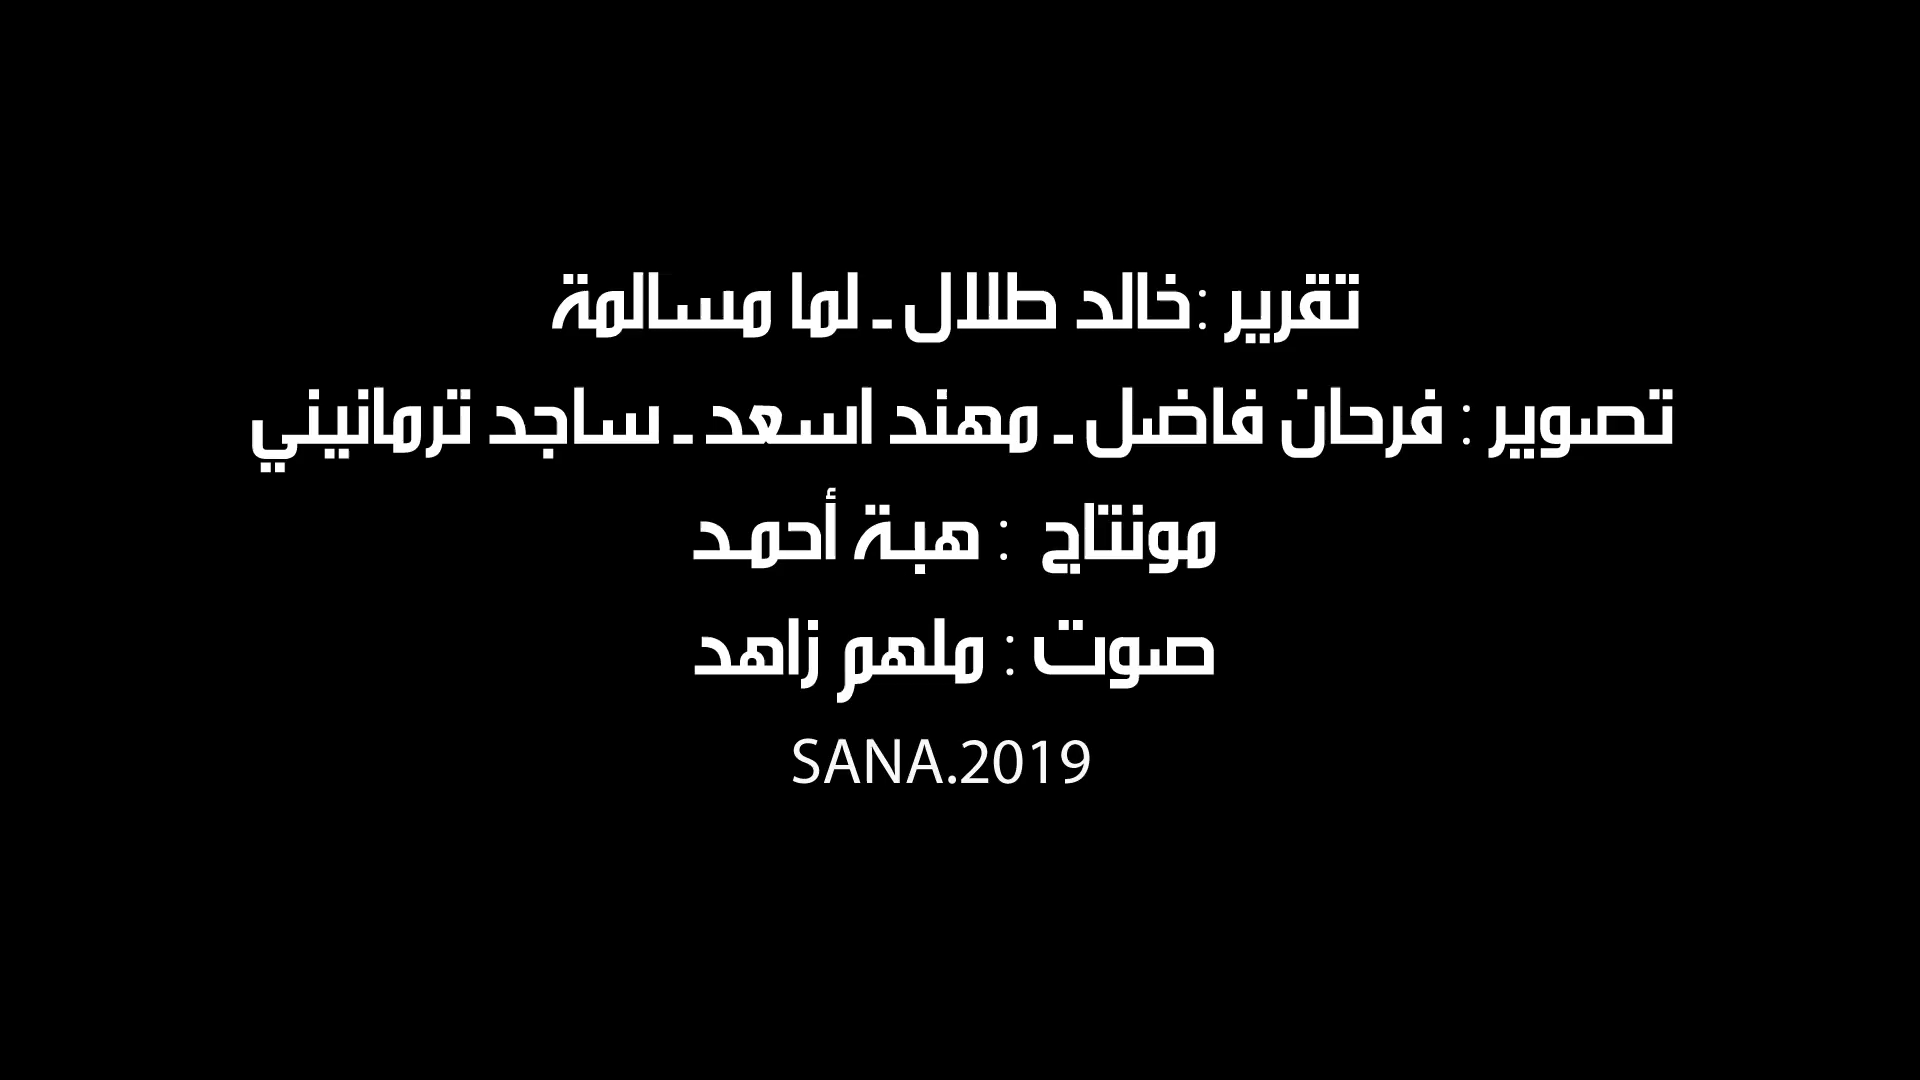 تقرير :خالد طلال - لما مسالمة
تصوير : فرحان فاضل - مهند اسعد - ساجد ترمانيني
مونتاج : هبة أحمد
صوت : ملهم زاهد
SANA.2019